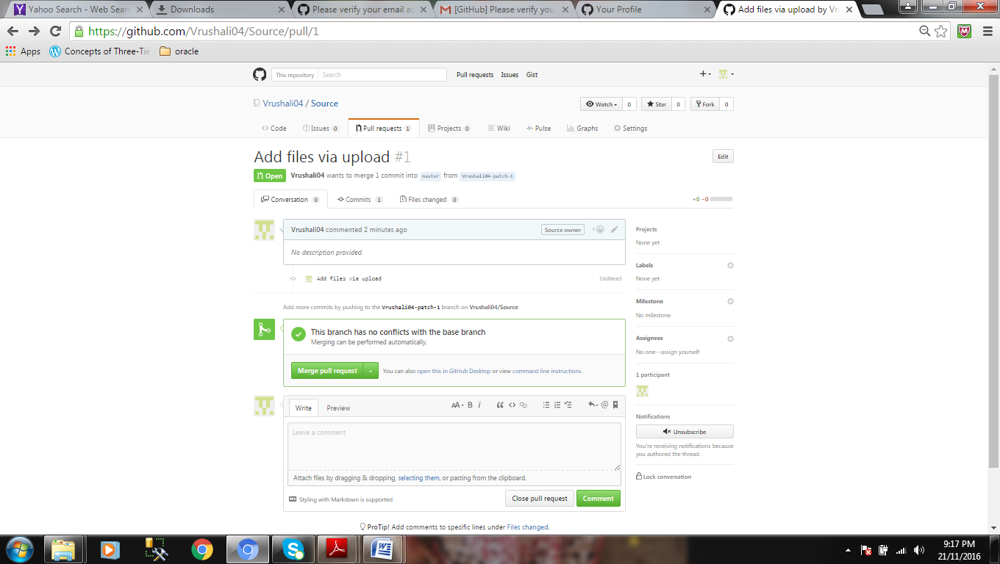 Yahoo Search - Web Sear
Downloads
Please verify your email ad
[GitHub] Please verify you
Your Profile
Add files via upload by Vr
https://github.com/Vrushali04/Source/pull/1
Apps
Concepts of Three-Tie
oracle
This repository
Search
Pull requests
Issues
Gist
Vrushali04 / Source
Watch 0
Star 0
Fork 0
Code
Issues 0
Pull requests 1
Projects 0
Wiki
Pulse
Graphs
Settings
Add files via upload #1
Edit
Open
Vrushali04 wants to merge 1 commit into master from Vrushali04-patch-1
Conversation 0
Commits 1
Files changed 0
+0 −0
Vrushali04 commented 2 minutes ago
Source owner
No description provided.
Add files via upload
26d0ea3
Add more commits by pushing to the Vrushali04-patch-1 branch on Vrushali04/Source.
This branch has no conflicts with the base branch
Merging can be performed automatically.
Merge pull request
You can also open this in GitHub Desktop or view command line instructions.
Write
Preview
AA B i
Leave a comment
Attach files by dragging & dropping, selecting them, or pasting from the clipboard.
Styling with Markdown is supported
Close pull request
Comment
ProTip! Add comments to specific lines under Files changed.
Projects
None yet
Labels
None yet
Milestone
No milestone
Assignees
No one—assign yourself
1 participant
Notifications
Unsubscribe
You're receiving notifications because
you authored the thread.
Lock conversation
9:17 PM
21/11/2016